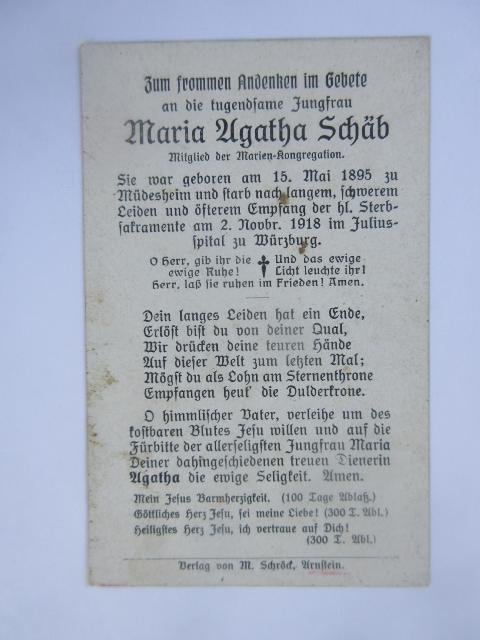 Zum frommen Andenken im Gebete
an die tugendsame Jungfrau
Maria Agatha Schäb
Mitglied der Marien-Kongregation.
Sie war geboren am 15. Mai 1895 zu
Müdesheim und starb nach langem, schwerem
Leiden und öfterem Empfang der hl. Sterb-
sakramente am 2. Novbr. 1918 im Julius-
spital zu Würzburg.
O Herr, gib ihr die ✝ Und das ewige
ewige Ruhe! Licht leuchte ihr!
Herr, laß sie ruhen im Frieden! Amen.
Dein langes Leiden hat ein Ende,
Erlöst bist du von deiner Qual,
Wir drücken deine teuren Hände
Auf dieser Welt zum letzten Mal;
Mögst du als Lohn am Sternenthrone
Empfangen heut' die Dulderkrone.
O himmlischer Vater, verleihe um des
kostbaren Blutes Jesu willen und auf die
Fürbitte der allerseligsten Jungfrau Maria
Deiner dahingeschiedenen treuen Dienerin
Agatha die ewige Seligkeit. Amen.
Mein Jesus Barmherzigkeit. (100 Tage Ablaß.)
Göttliches Herz Jesu, sei meine Liebe! (300 T. Abl.)
Heiligstes Herz Jesu, ich vertraue auf Dich!
(300 T. Abl.)
Verlag von M. Schröck, Arnstein.